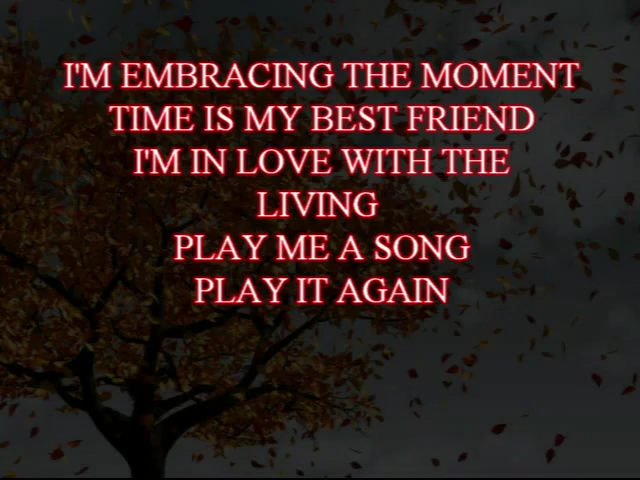 I'M EMBRACING THE MOMENT
TIME IS MY BEST FRIEND
I'M IN LOVE WITH THE
LIVING
PLAY ME A SONG
PLAY IT AGAIN